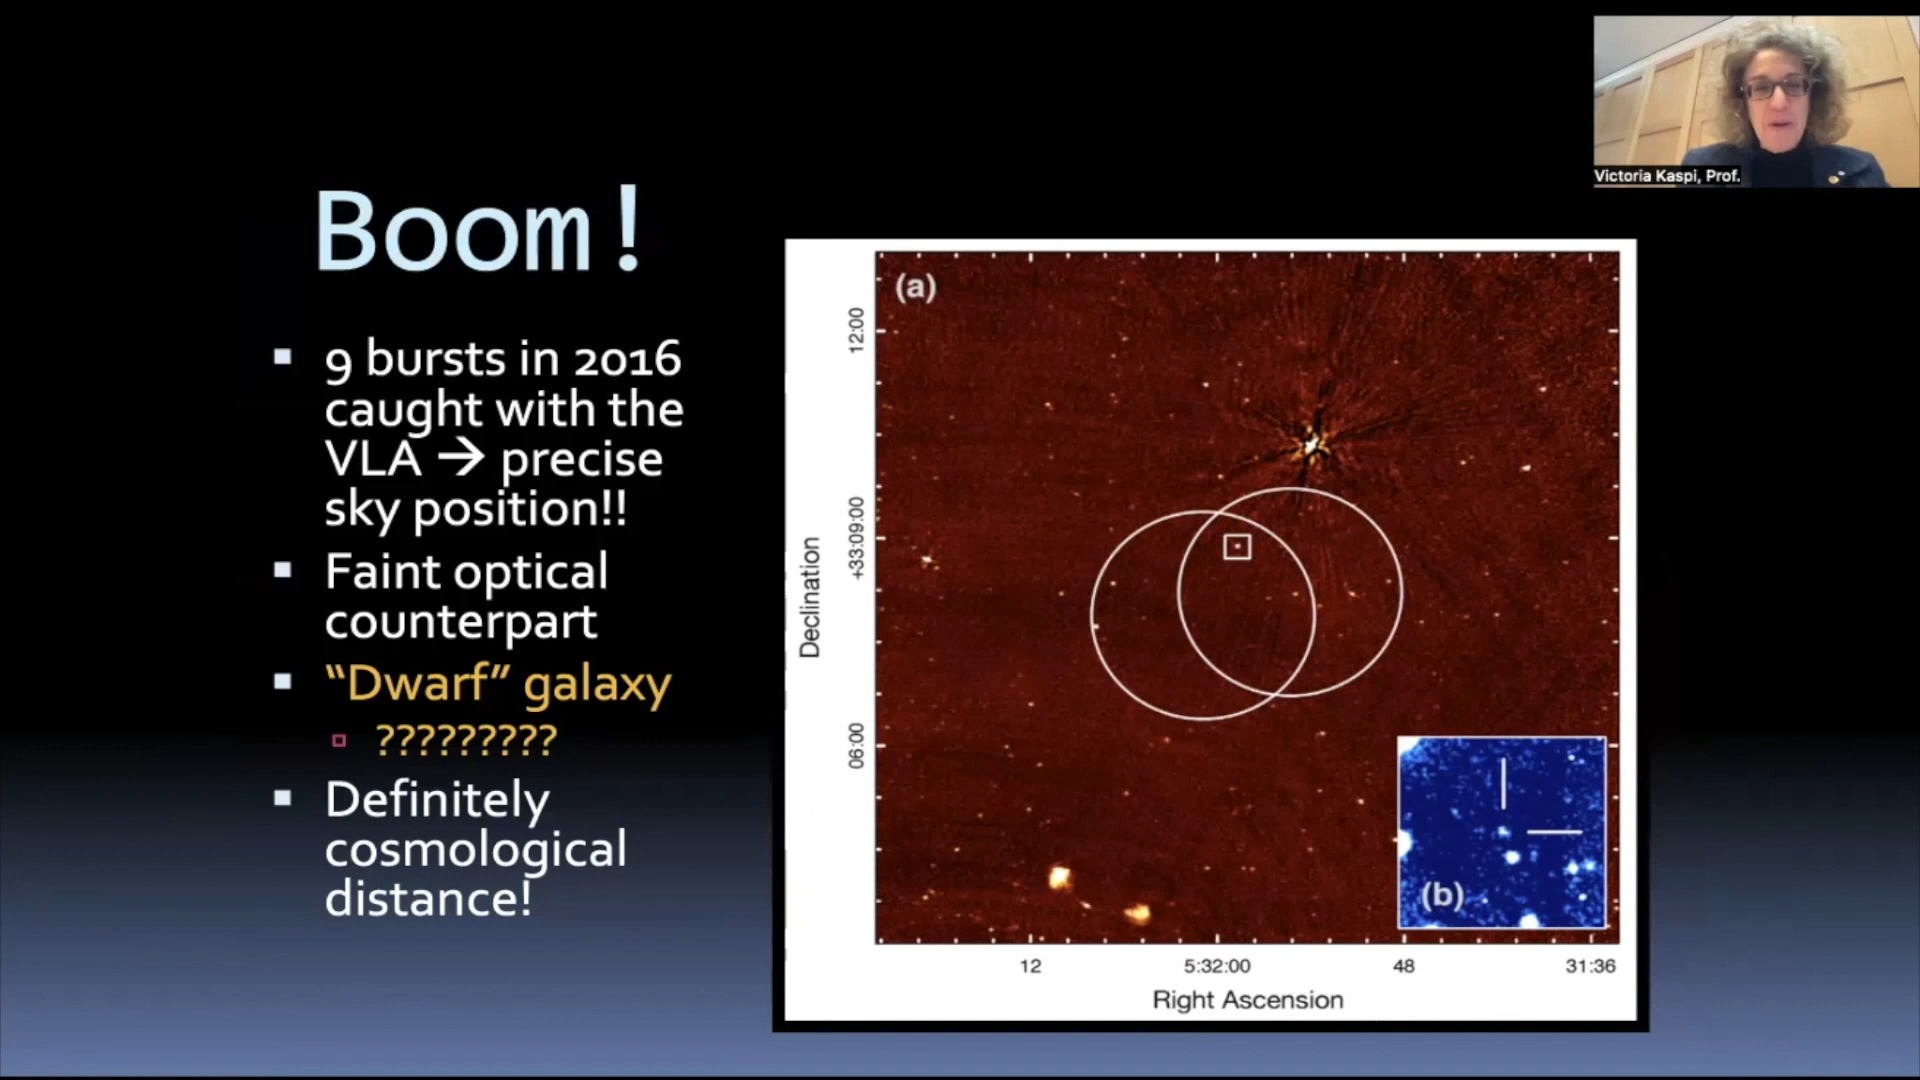 Victoria Kaspi, Prof.
Boom!
9 bursts in 2016
caught with the
VLA → precise
sky position!!
Faint optical
counterpart
“Dwarf” galaxy
?????????
Definitely
cosmological
distance!
(a)
12:00
+33:09:00
06:00
Declination
(b)
12 5:32:00 48 31:36
Right Ascension